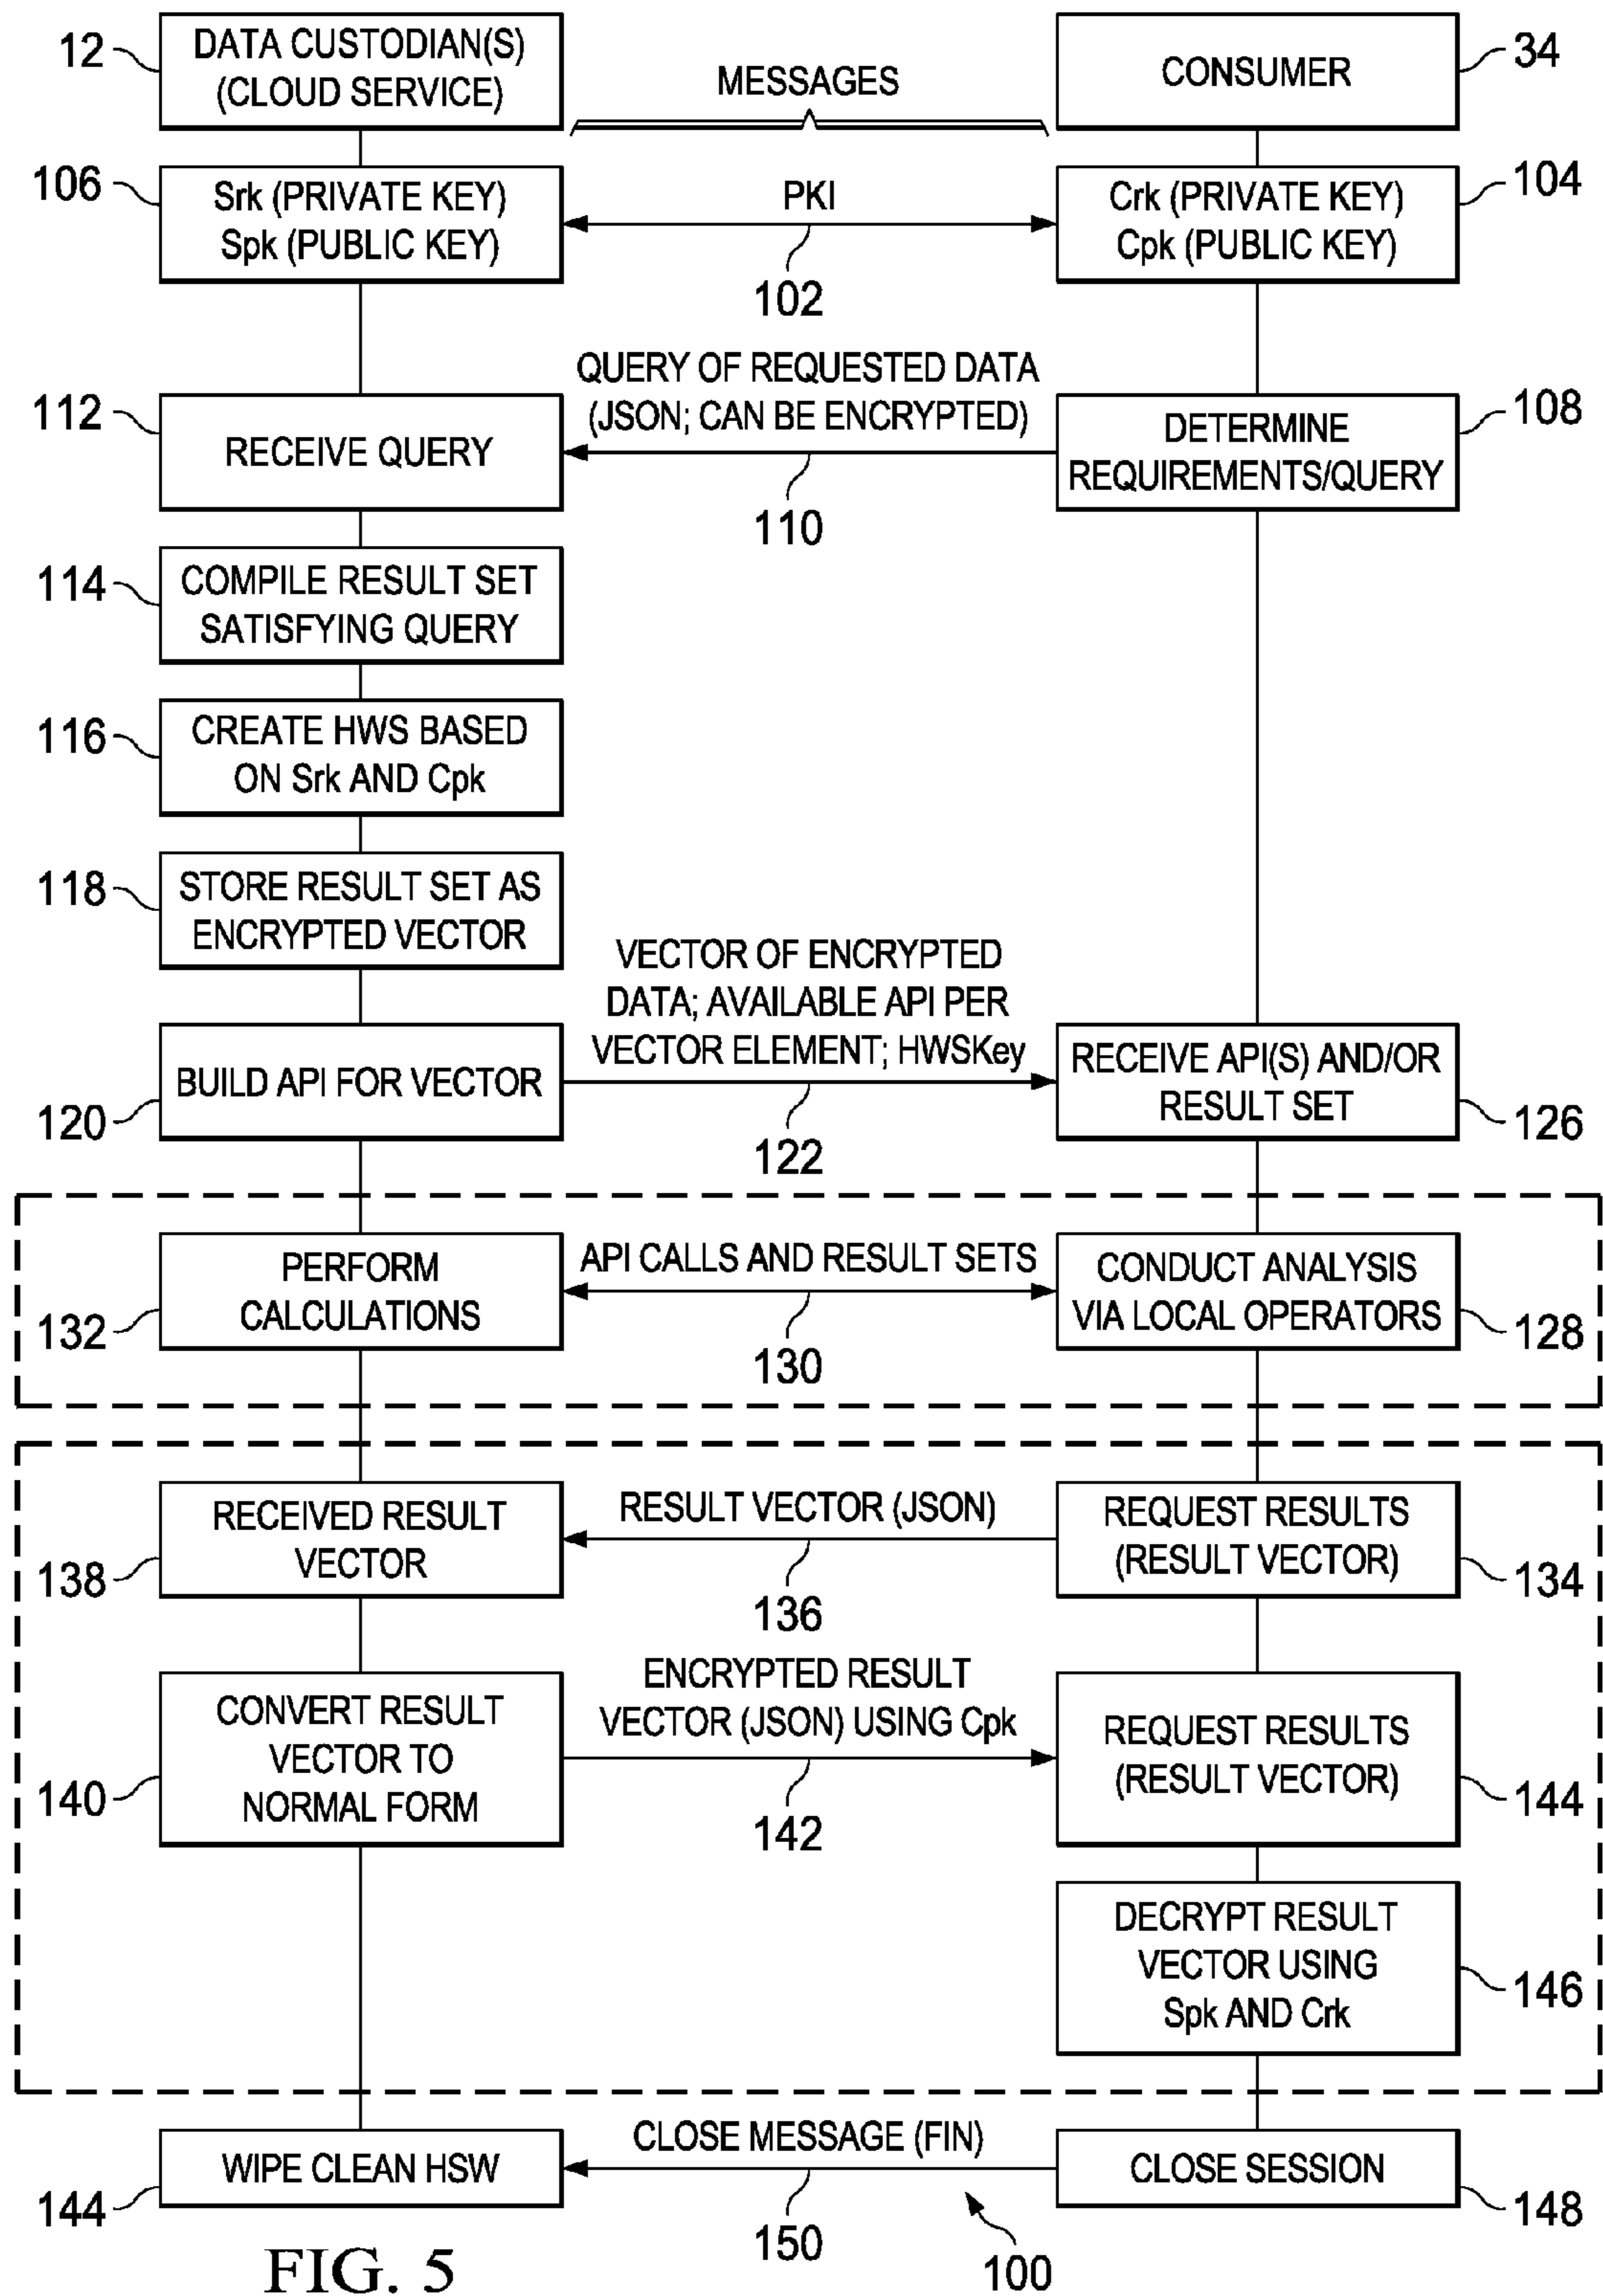 12
DATA CUSTODIAN(S)
(CLOUD SERVICE)
MESSAGES
CONSUMER
34
106
Srk (PRIVATE KEY)
Spk (PUBLIC KEY)
PKI
102
Crk (PRIVATE KEY)
Cpk (PUBLIC KEY)
104
112
RECEIVE QUERY
QUERY OF REQUESTED DATA
(JSON; CAN BE ENCRYPTED)
110
DETERMINE
REQUIREMENTS/QUERY
108
114
COMPILE RESULT SET
SATISFYING QUERY
116
CREATE HWS BASED
ON Srk AND Cpk
118
STORE RESULT SET AS
ENCRYPTED VECTOR
120
BUILD API FOR VECTOR
VECTOR OF ENCRYPTED
DATA; AVAILABLE API PER
VECTOR ELEMENT; HWSKey
122
RECEIVE API(S) AND/OR
RESULT SET
126
132
PERFORM
CALCULATIONS
API CALLS AND RESULT SETS
130
CONDUCT ANALYSIS
VIA LOCAL OPERATORS
128
138
RECEIVED RESULT
VECTOR
RESULT VECTOR (JSON)
136
REQUEST RESULTS
(RESULT VECTOR)
134
140
CONVERT RESULT
VECTOR TO
NORMAL FORM
ENCRYPTED RESULT
VECTOR (JSON) USING Cpk
142
REQUEST RESULTS
(RESULT VECTOR)
144
DECRYPT RESULT
VECTOR USING
Spk AND Crk
146
144
WIPE CLEAN HSW
CLOSE MESSAGE (FIN)
150
CLOSE SESSION
148
100
FIG. 5